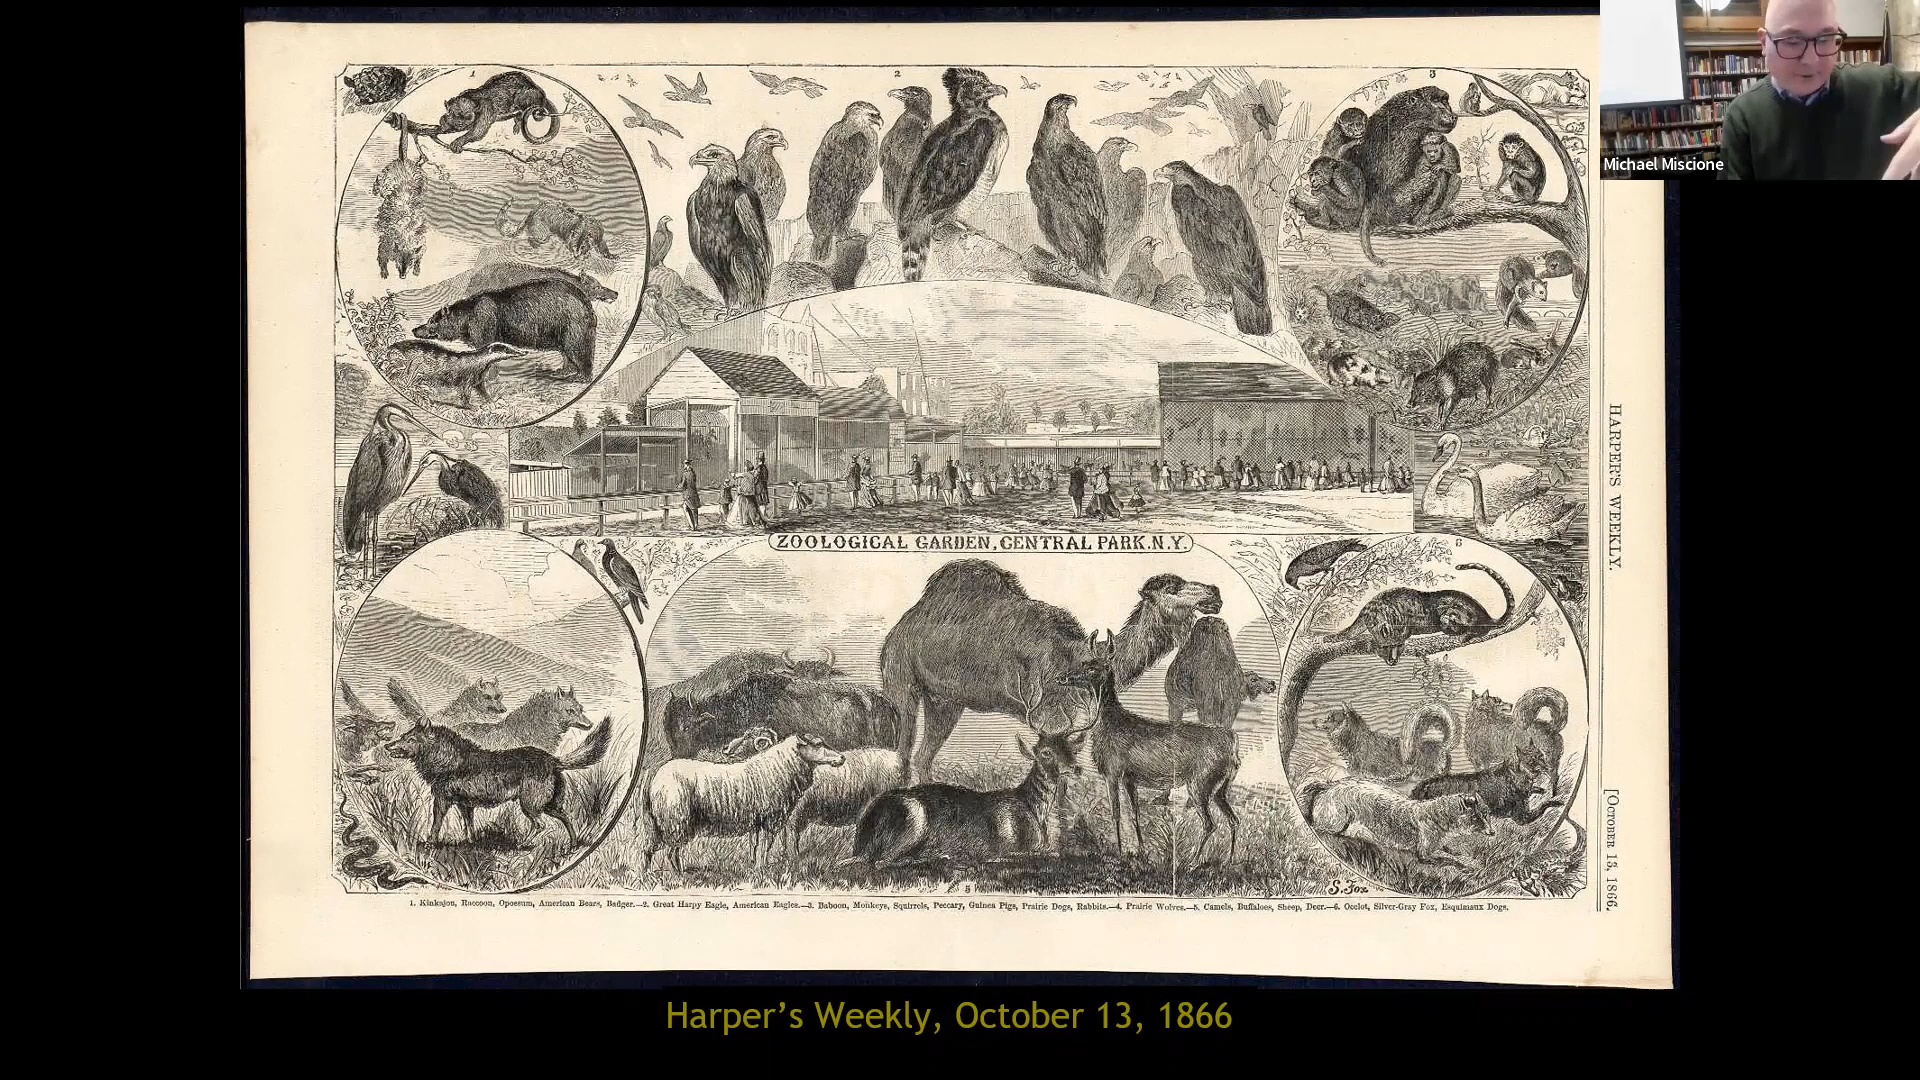 1
2
3
Michael Miscione
HARPER'S WEEKLY.
ZOOLOGICAL GARDEN, CENTRAL PARK. N.Y.
6
[October 13, 1866.
5
S. Fox
1. Kinkajou, Raccoon, Opossum, American Bears, Badger.—2. Great Harpy Eagle, American Eagles.—3. Baboon, Monkeys, Squirrels, Peccary, Guinea Pigs, Prairie Dogs, Rabbits.—4. Prairie Wolves.—5. Camels, Buffaloes, Sheep, Deer.—6. Ocelot, Silver-Gray Fox, Esquimaux Dogs.
Harper's Weekly, October 13, 1866